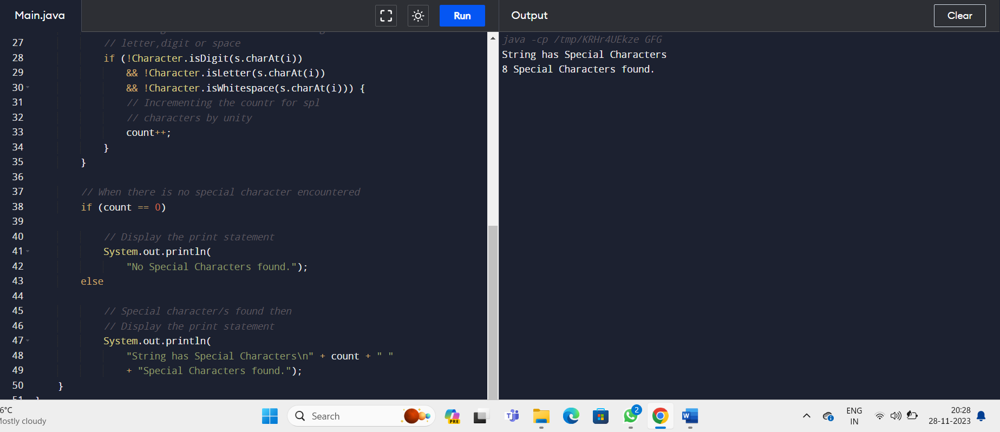 Main.java
Run
27 // letter,digit or space
28 if (!Character.isDigit(s.charAt(i))
29 && !Character.isLetter(s.charAt(i))
30 && !Character.isWhitespace(s.charAt(i))) {
31 // Incrementing the countr for spl
32 // characters by unity
33 count++;
34 }
35 }
36
37 // When there is no special character encountered
38 if (count == 0)
39
40 // Display the print statement
41 System.out.println(
42 "No Special Characters found.");
43 else
44
45 // Special character/s found then
46 // Display the print statement
47 System.out.println(
48 "String has Special Characters\n" + count + " "
49 + "Special Characters found.");
50 }
Output
Clear
java -cp /tmp/KRHr4UEkze GFG
String has Special Characters
8 Special Characters found.
6°C
Mostly cloudy
Search
PRE
2
ENG
IN
20:28
28-11-2023